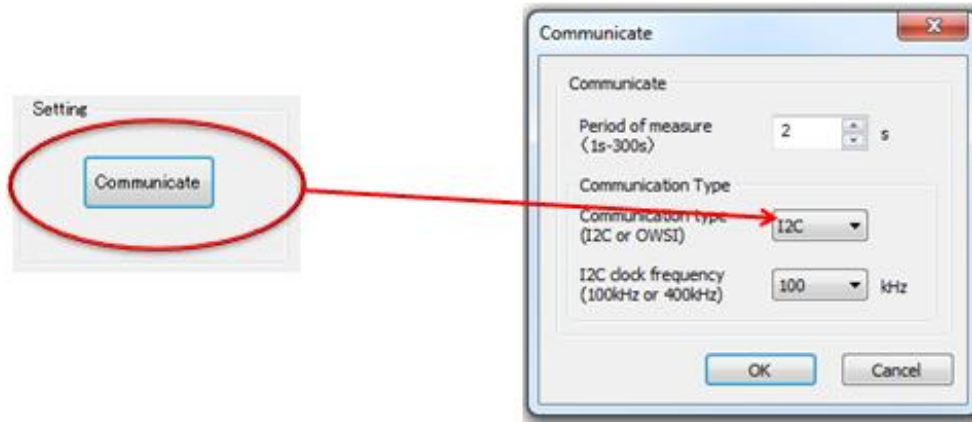 Setting
Communicate
Communicate
Communicate
Period of measure
(1s-300s)
2
s
Communication Type
Communication type
(I2C or OWSI)
I2C
I2C clock frequency
(100kHz or 400kHz)
100
kHz
OK
Cancel